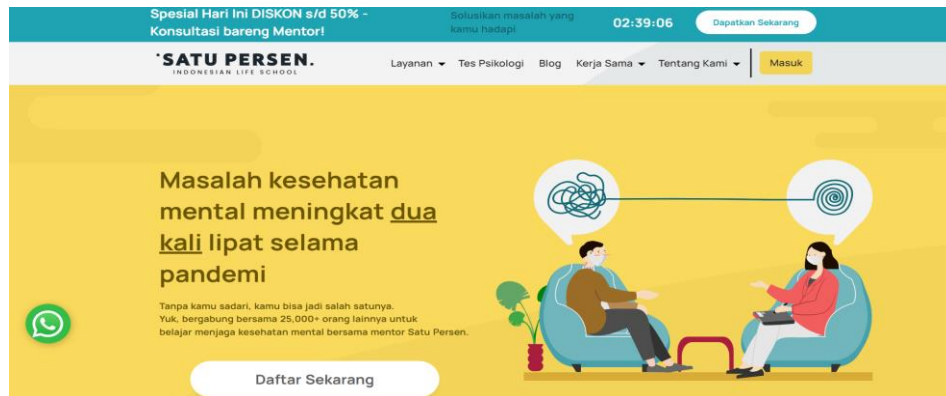 Spesial Hari Ini DISKON s/d 50% -
Konsultasi bareng Mentor!
Solusikan masalah yang
kamu hadapi
02:39:06
Dapatkan Sekarang
SATU PERSEN.
INDONESIAN LIFE SCHOOL
Layanan
Tes Psikologi
Blog
Kerja Sama
Tentang Kami
Masuk
Masalah kesehatan
mental meningkat dua
kali lipat selama
pandemi
Tanpa kamu sadari, kamu bisa jadi salah satunya.
Yuk, bergabung bersama 25,000+ orang lainnya untuk
belajar menjaga kesehatan mental bersama mentor Satu Persen.
Daftar Sekarang